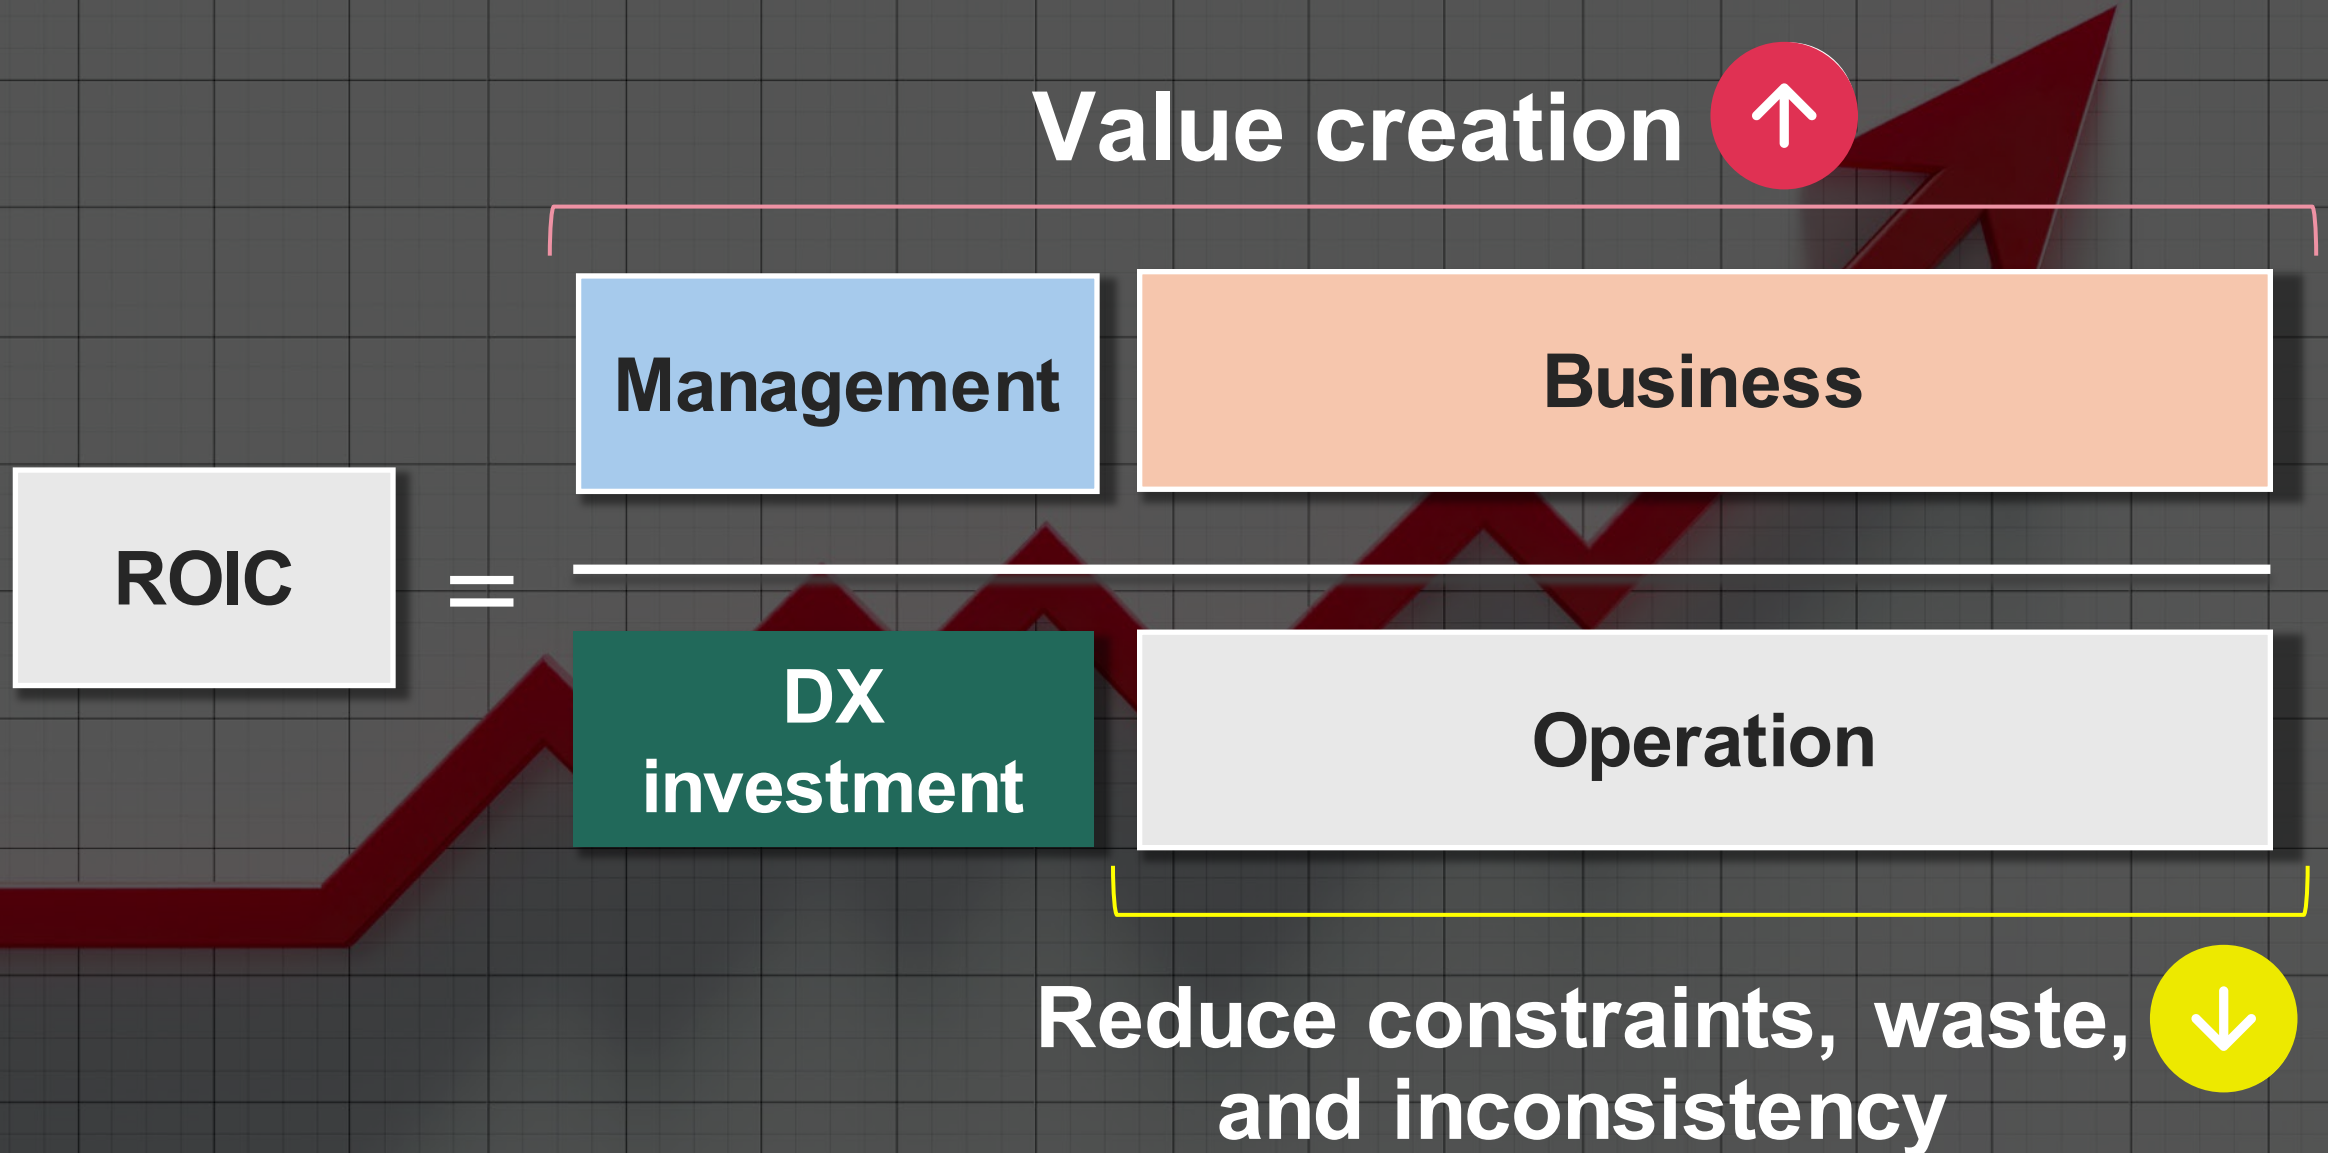 Value creation
Management
Business
ROIC
=
DX
investment
Operation
Reduce constraints, waste,
and inconsistency